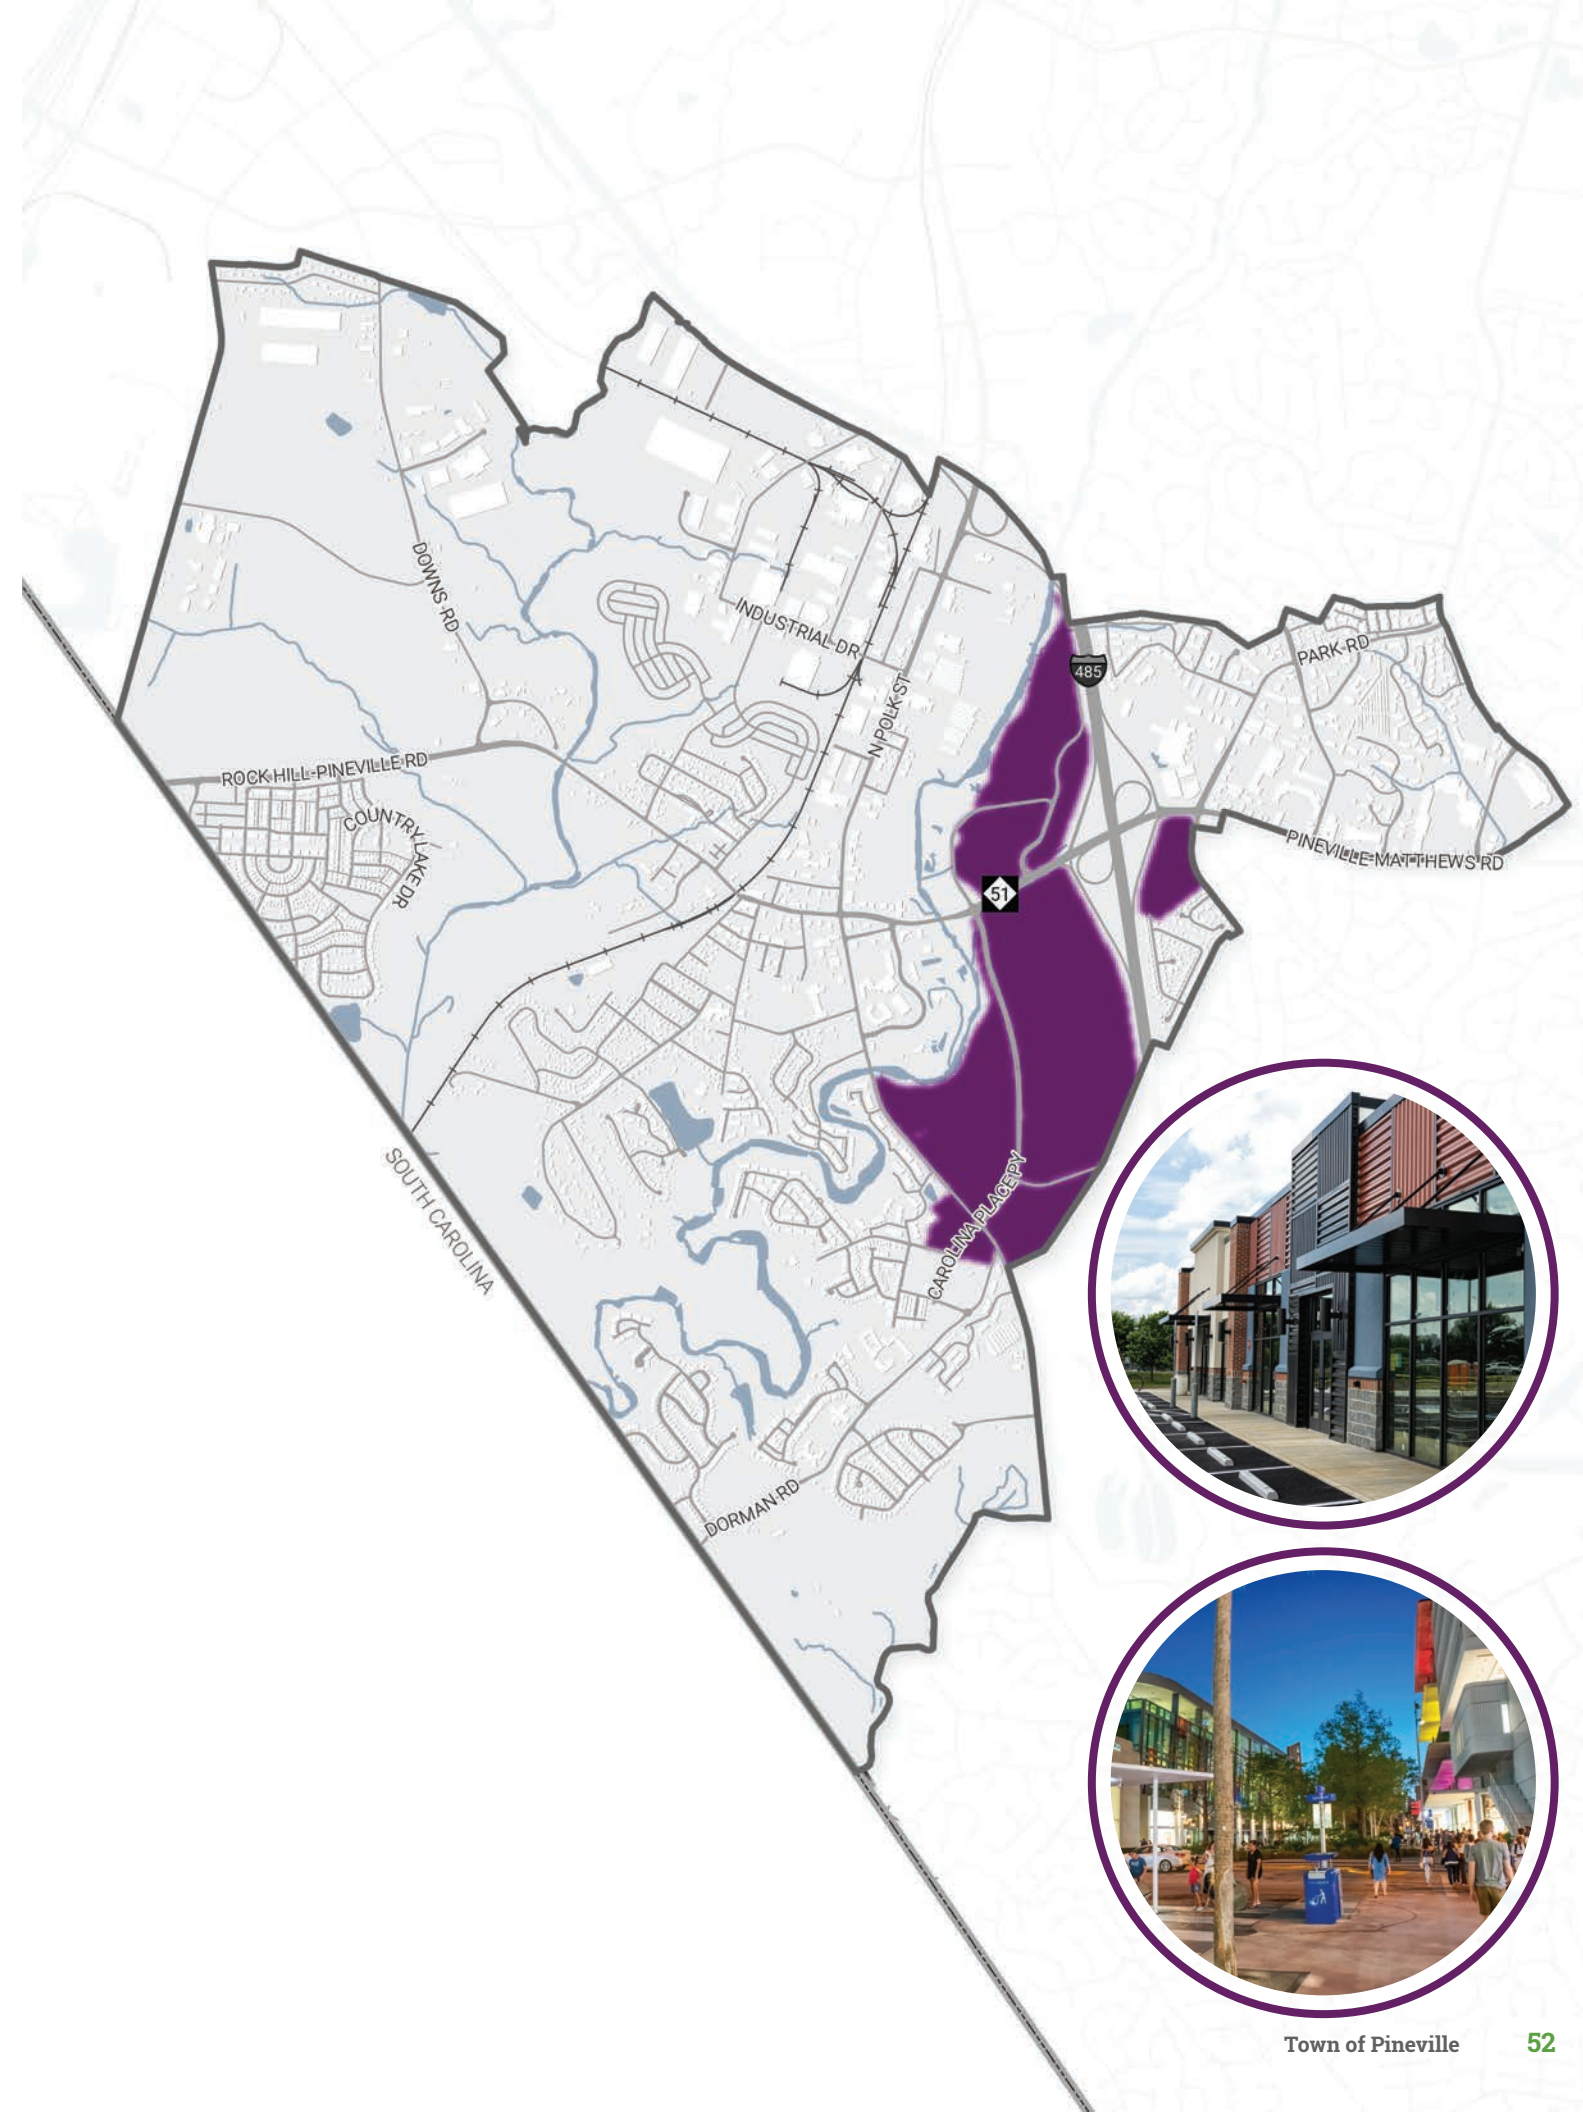 DOWNS RD
INDUSTRIAL DR
N POLK ST
485
PARK RD
ROCK HILL-PINEVILLE RD
COUNTRY LAKE DR
PINEVILLE-MATTHEWS RD
51
SOUTH CAROLINA
CAROLINA PLACE PY
DORMAN RD
Town of Pineville 52